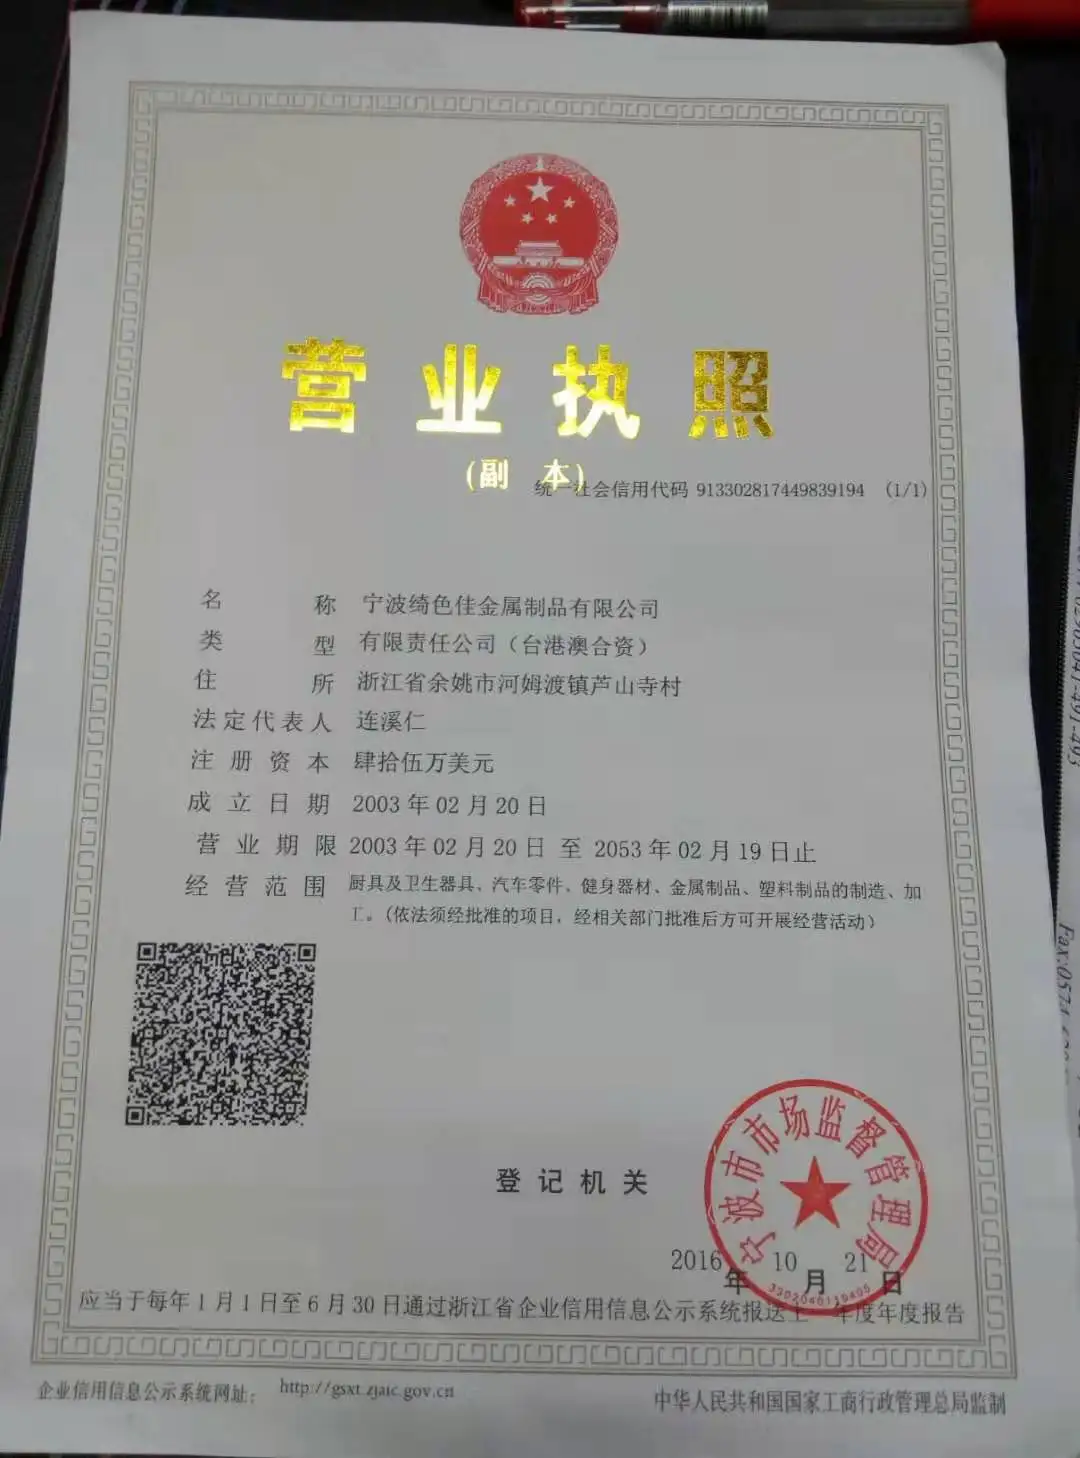 营业执照
(副 本)
统一社会信用代码 913302817449839194 (1/1)
名称 宁波绮色佳金属制品有限公司
类型 有限责任公司（台港澳合资）
住所 浙江省余姚市河姆渡镇芦山寺村
法定代表人 连溪仁
注册资本 肆拾伍万美元
成立日期 2003年02月20日
营业期限 2003年02月20日 至 2053年02月19日止
经营范围 厨具及卫生器具、汽车零件、健身器材、金属制品、塑料制品的制造、加
工。(依法须经批准的项目，经相关部门批准后方可开展经营活动）
登记机关
宁波市市场监督管理局
2016年10月21日
应当于每年1月1日至6月30日通过浙江省企业信用信息公示系统报送上一年度年度报告
企业信用信息公示系统网址： http://gsxt.zjaic.gov.cn
中华人民共和国国家工商行政管理总局监制